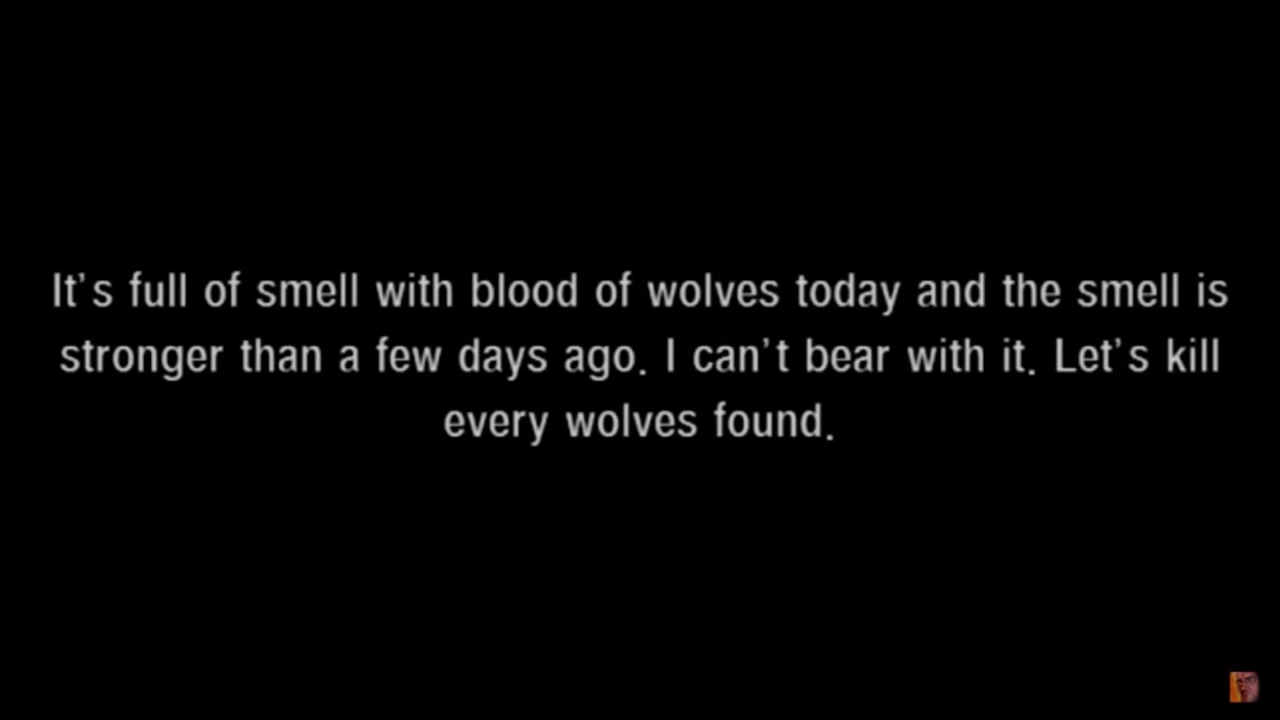 It's full of smell with blood of wolves today and the smell is
stronger than a few days ago. I can't bear with it. Let's kill
every wolves found.